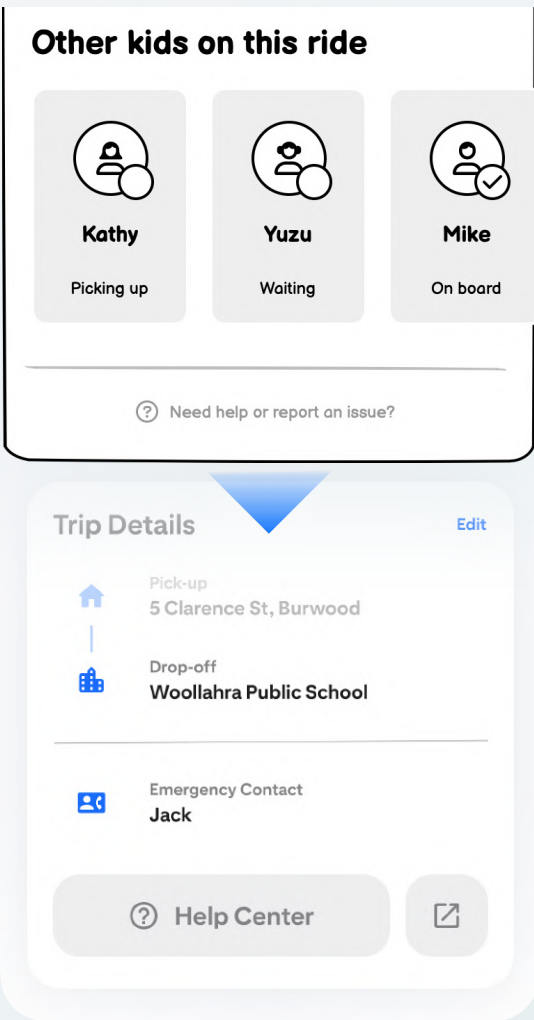 Other kids on this ride
Kathy
Yuzu
Mike
Picking up
Waiting
On board
Need help or report an issue?
Trip Details
Edit
Pick-up
5 Clarence St, Burwood
Drop-off
Woollahra Public School
Emergency Contact
Jack
Help Center